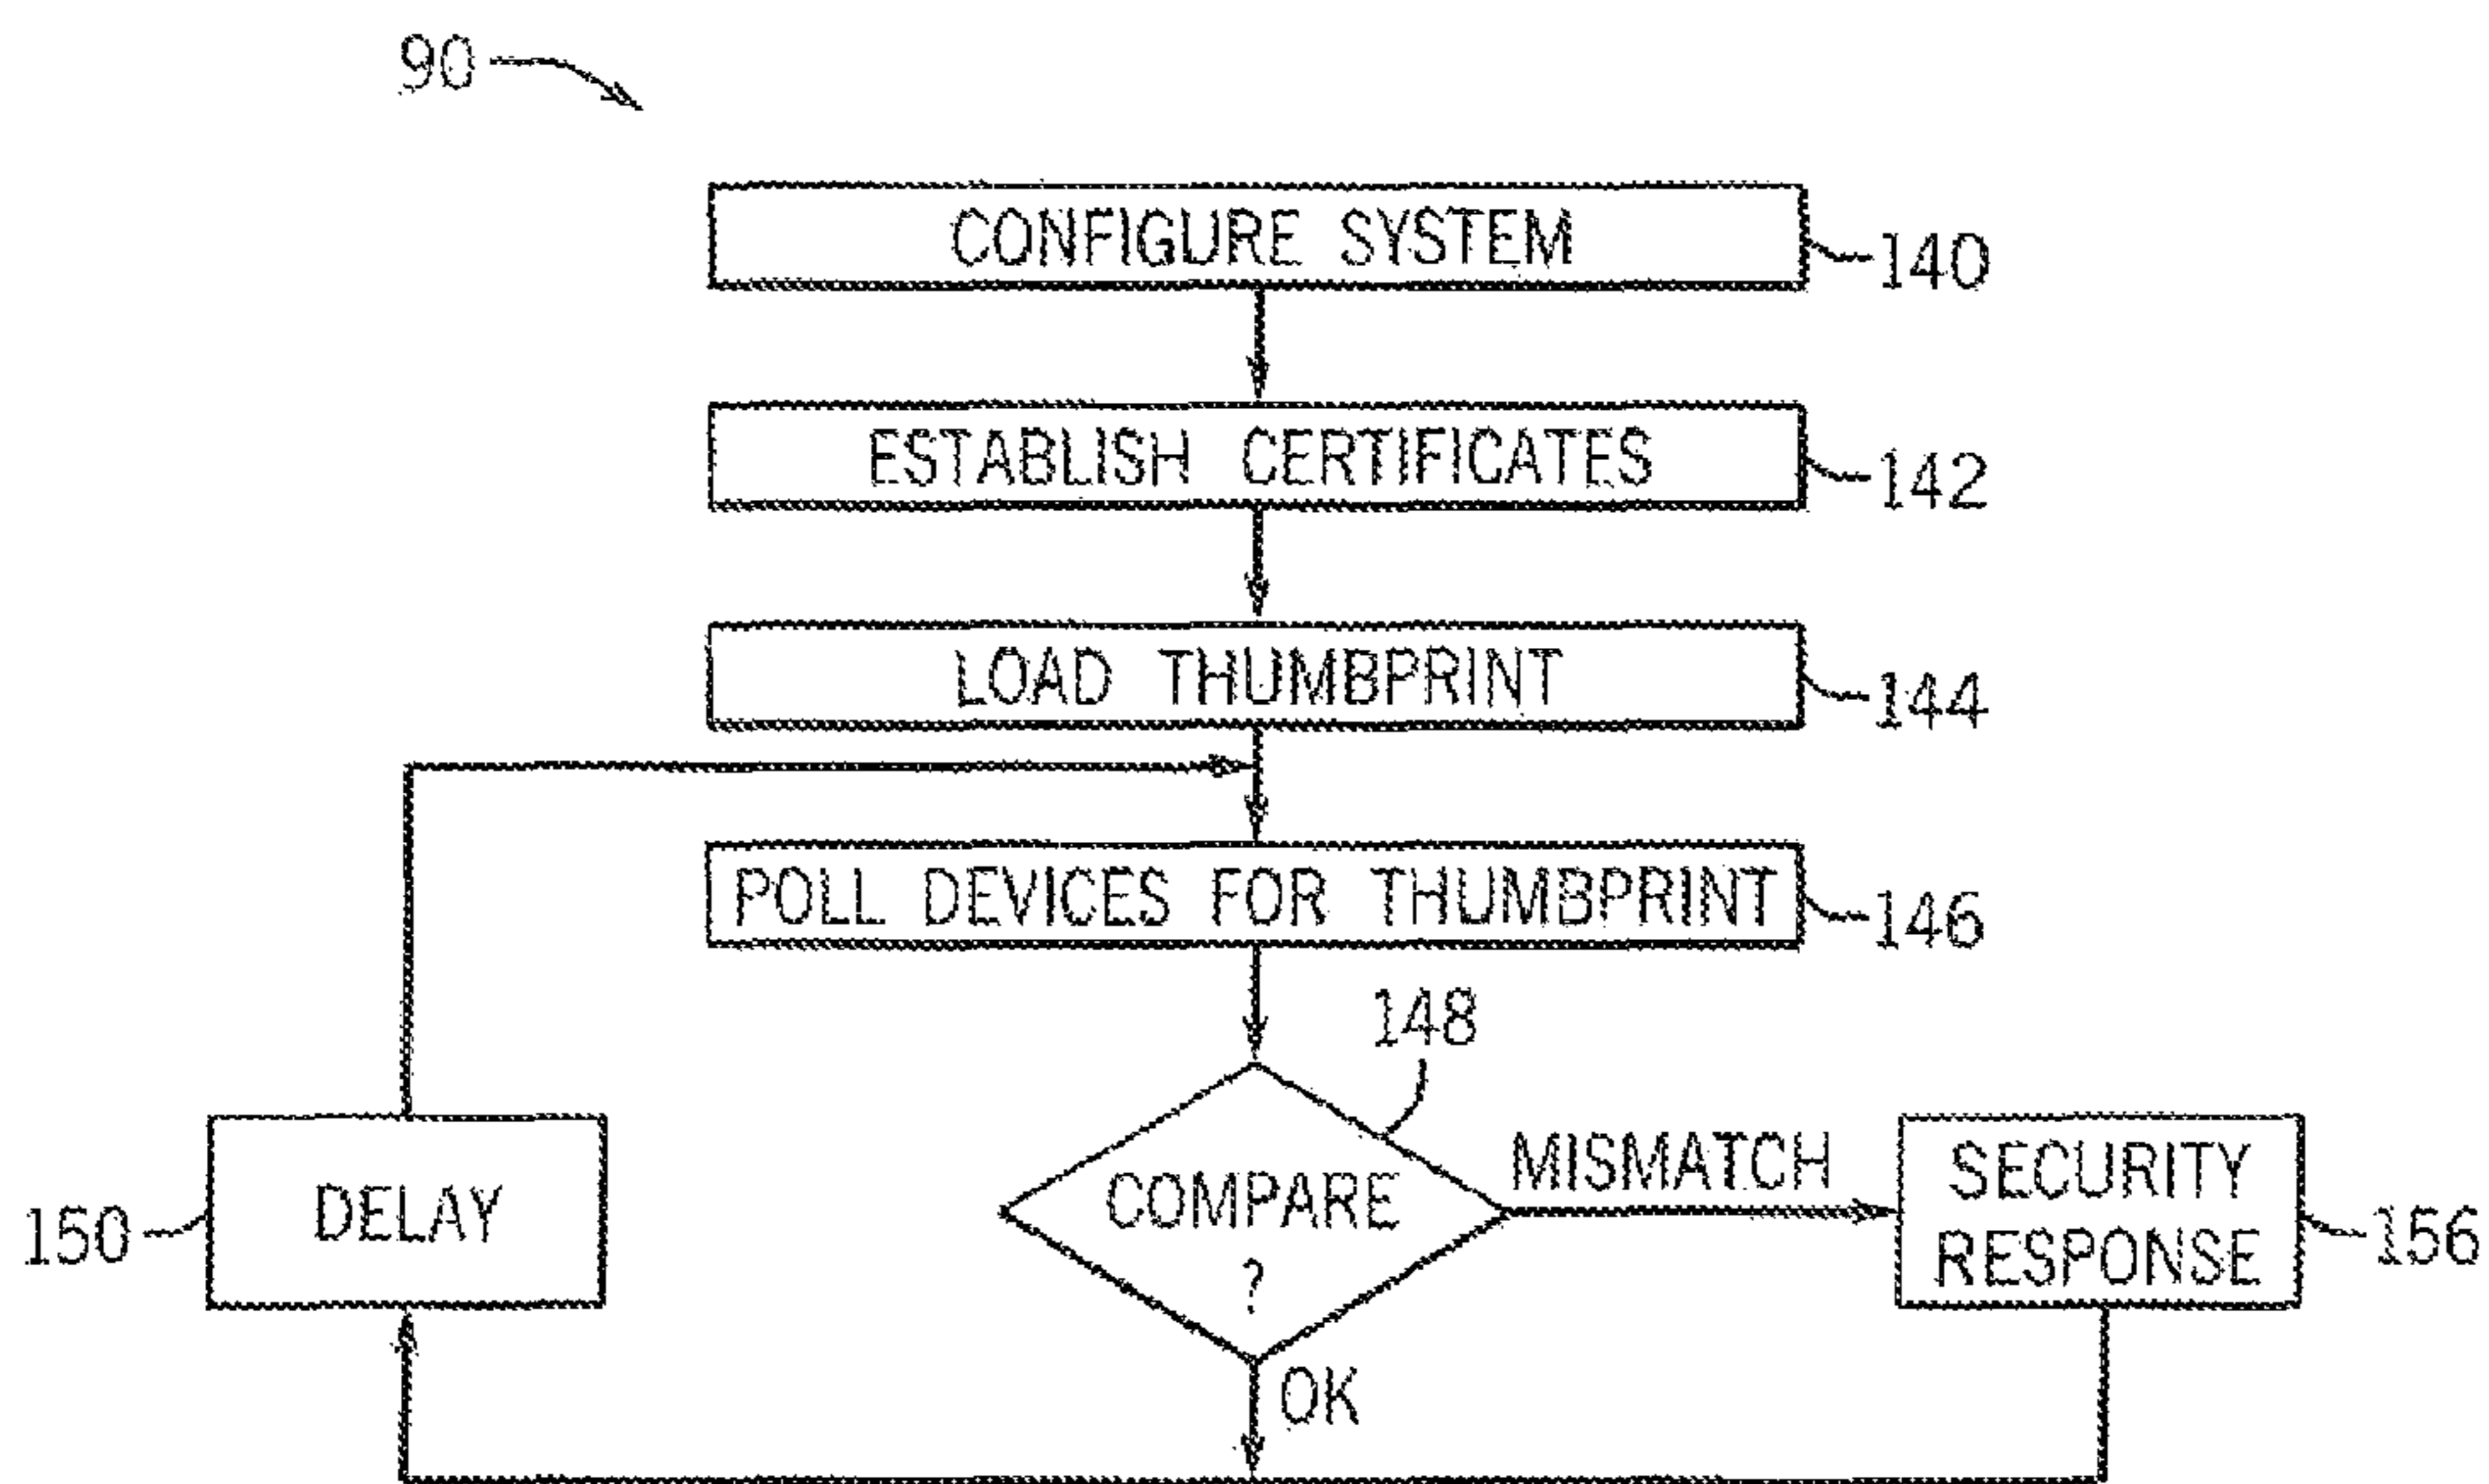 90
CONFIGURE SYSTEM
140
ESTABLISH CERTIFICATES
142
LOAD THUMBPRINT
144
POLL DEVICES FOR THUMBPRINT
146
148
150
DELAY
COMPARE
?
MISMATCH
SECURITY
RESPONSE
156
OK